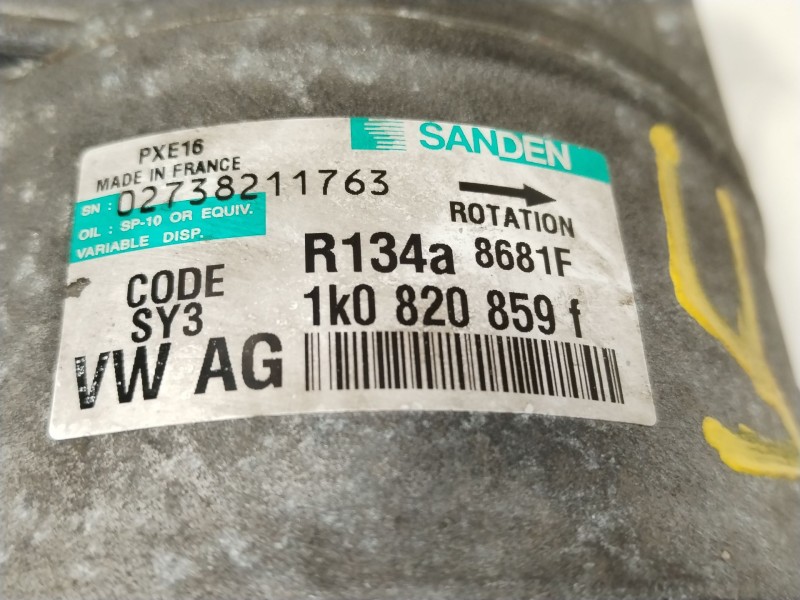 SANDEN
PXE16
MADE IN FRANCE
SN : 02738211763
OIL : SP-10 OR EQUIV.
VARIABLE DISP.
ROTATION
R134a 8681F
CODE
SY3
1k0 820 859 f
VW AG